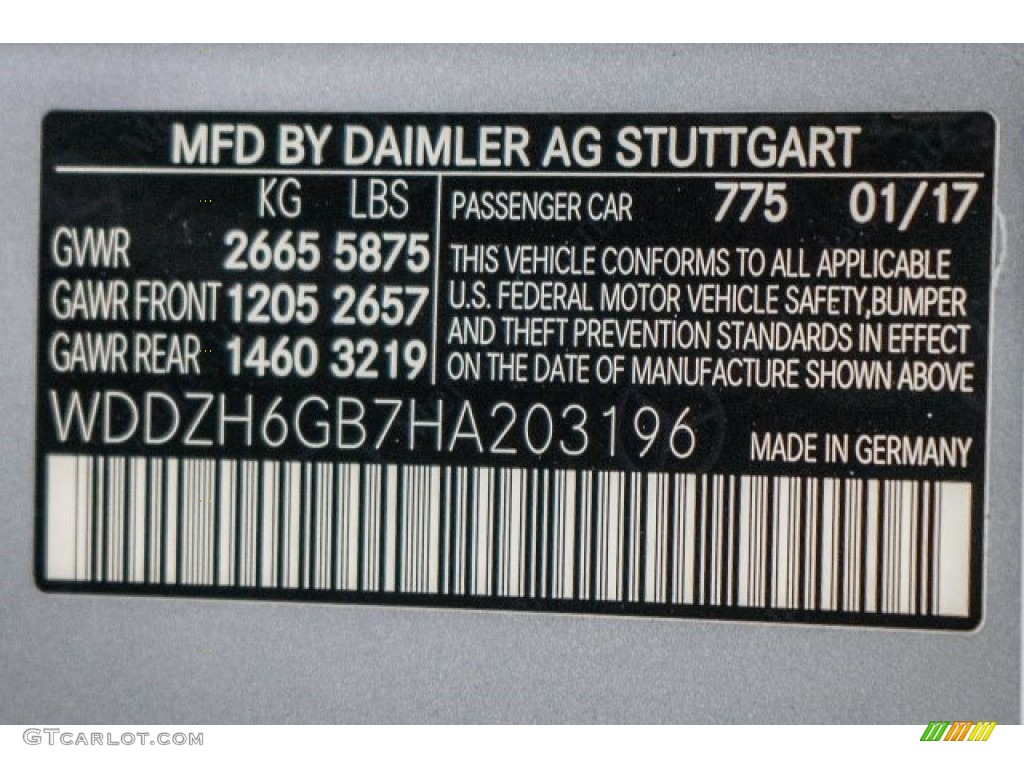 MFD BY DAIMLER AG STUTTGART
KG LBS
GVWR 2665 5875
GAWR FRONT 1205 2657
GAWR REAR 1460 3219
PASSENGER CAR 775 01/17
THIS VEHICLE CONFORMS TO ALL APPLICABLE
U.S. FEDERAL MOTOR VEHICLE SAFETY,BUMPER
AND THEFT PREVENTION STANDARDS IN EFFECT
ON THE DATE OF MANUFACTURE SHOWN ABOVE
WDDZH6GB7HA203196 MADE IN GERMANY
GTCARLOT.COM